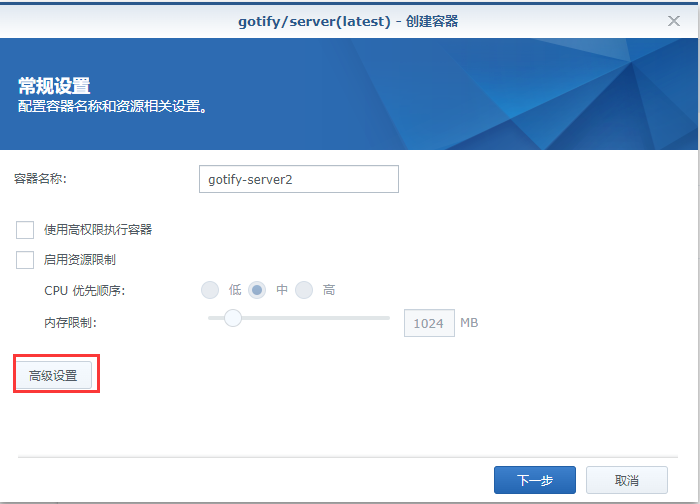 gotify/server(latest) - 创建容器
常规设置
配置容器名称和资源相关设置。
容器名称: gotify-server2
使用高权限执行容器
启用资源限制
CPU 优先顺序: 低 中 高
内存限制: 1024 MB
高级设置
下一步 取消